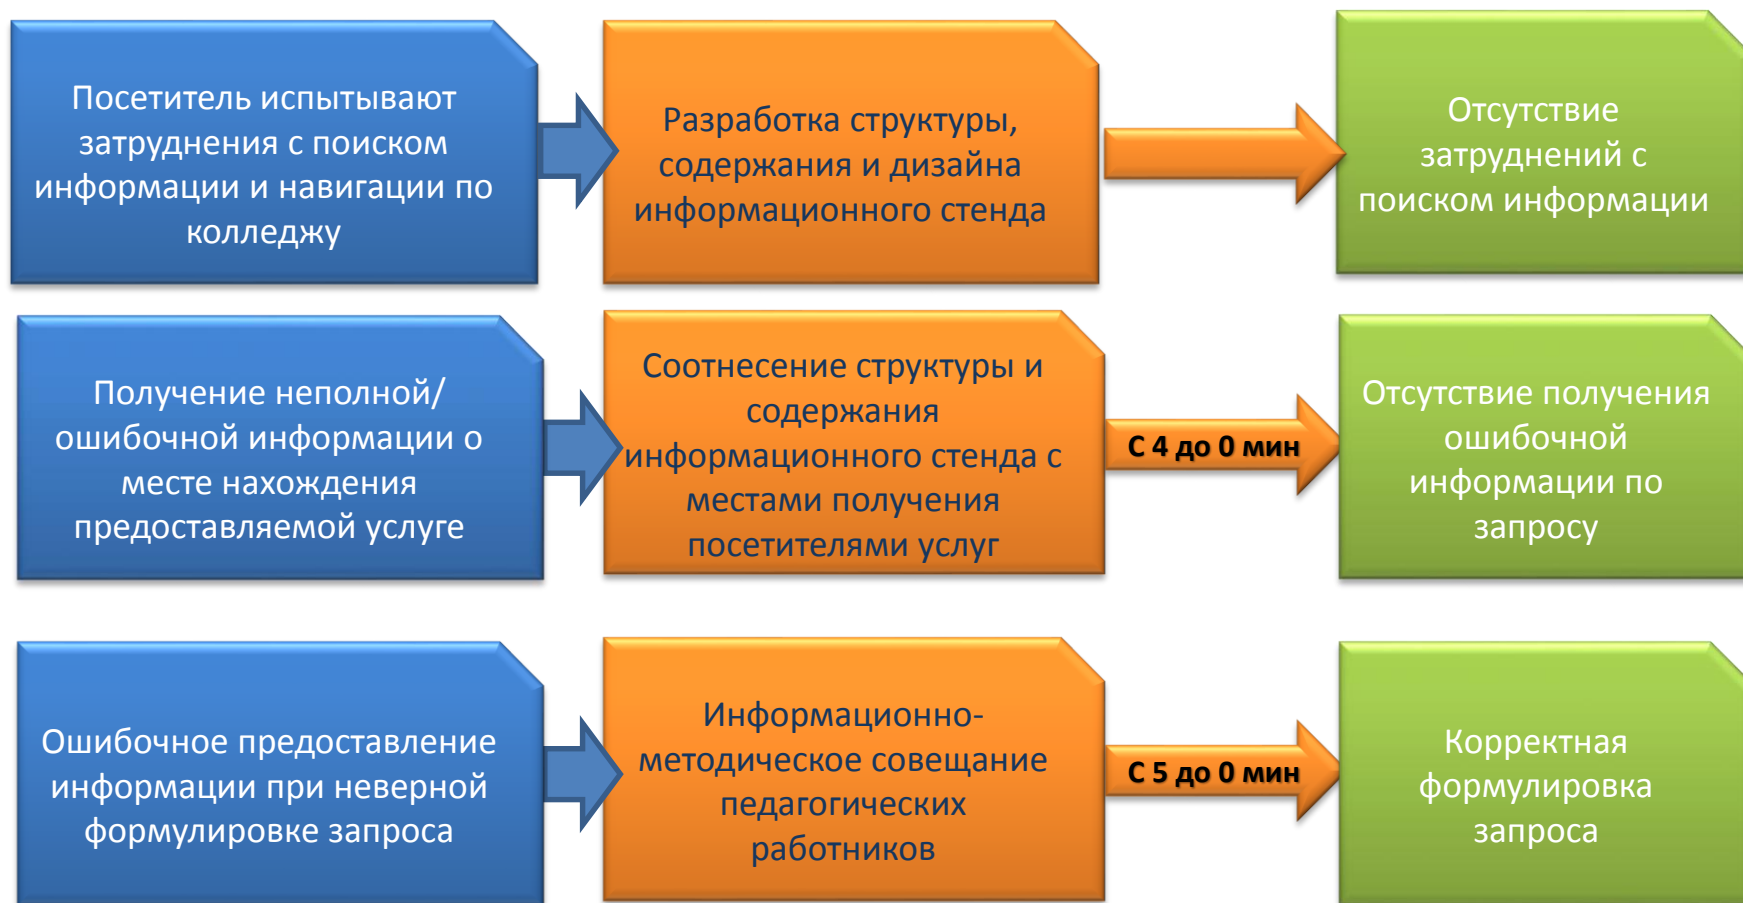 Посетитель испытывают
затруднения с поиском
информации и навигации по
колледжу
Разработка структуры,
содержания и дизайна
информационного стенда
Отсутствие
затруднений с
поиском информации
Получение неполной/
ошибочной информации о
месте нахождения
предоставляемой услуге
Соотнесение структуры и
содержания
информационного стенда с
местами получения
посетителями услуг
С 4 до 0 мин
Отсутствие получения
ошибочной
информации по
запросу
Ошибочное предоставление
информации при неверной
формулировке запроса
Информационно-
методическое совещание
педагогических
работников
С 5 до 0 мин
Корректная
формулировка
запроса